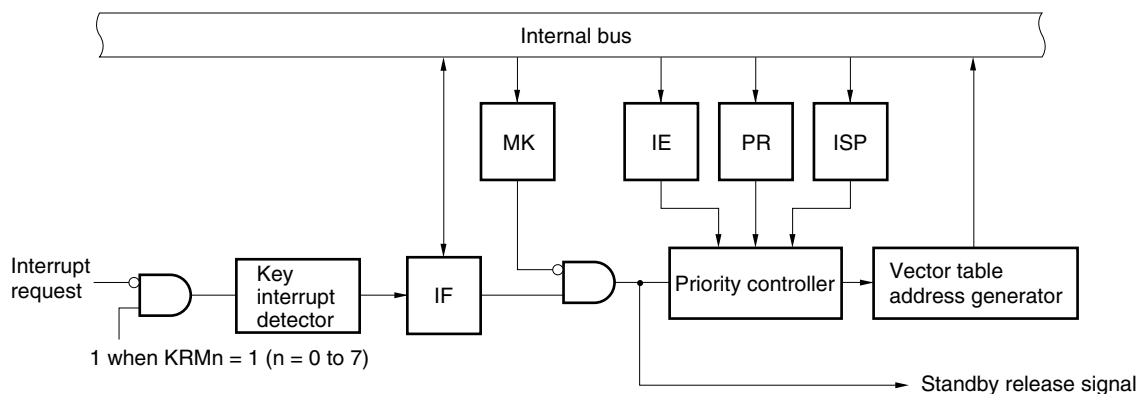 Internal bus
MK
IE
PR
ISP
Interrupt
request
Key
interrupt
detector
IF
Priority controller
Vector table
address generator
1 when KRMn = 1 (n = 0 to 7)
Standby release signal